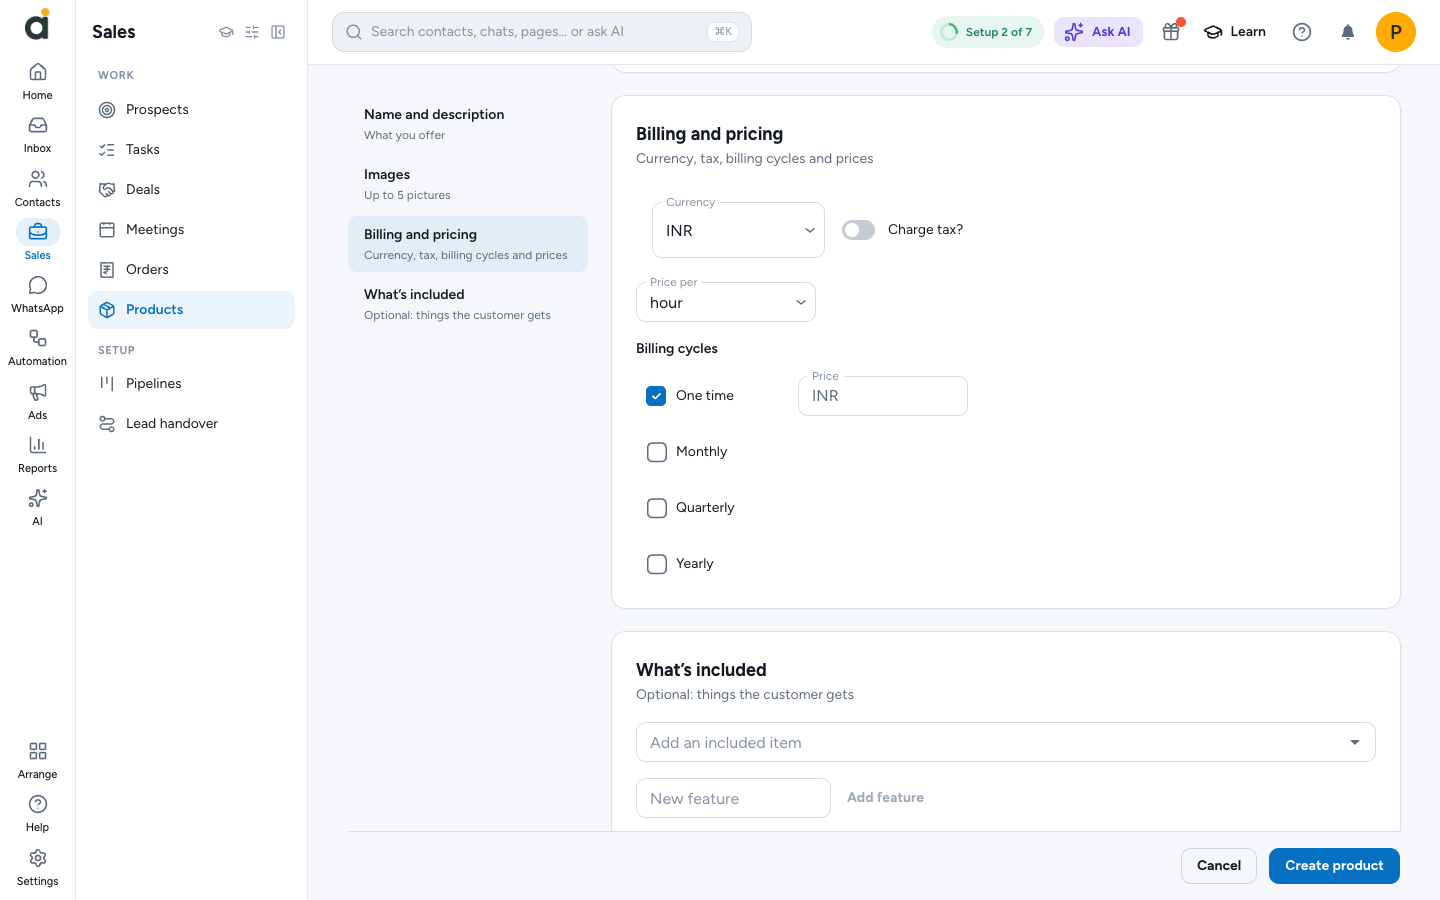 Home
Inbox
Contacts
Sales
WhatsApp
Automation
Ads
Reports
AI
Arrange
Help
Settings
Sales
WORK
Prospects
Tasks
Deals
Meetings
Orders
Products
SETUP
Pipelines
Lead handover
Search contacts, chats, pages... or ask AI
⌘K
Setup 2 of 7
Ask AI
Learn
P
Name and description
What you offer
Images
Up to 5 pictures
Billing and pricing
Currency, tax, billing cycles and prices
What's included
Optional: things the customer gets
Billing and pricing
Currency, tax, billing cycles and prices
Currency
INR
Charge tax?
Price per
hour
Billing cycles
One time
Price
INR
Monthly
Quarterly
Yearly
What's included
Optional: things the customer gets
Add an included item
New feature
Add feature
Cancel
Create product